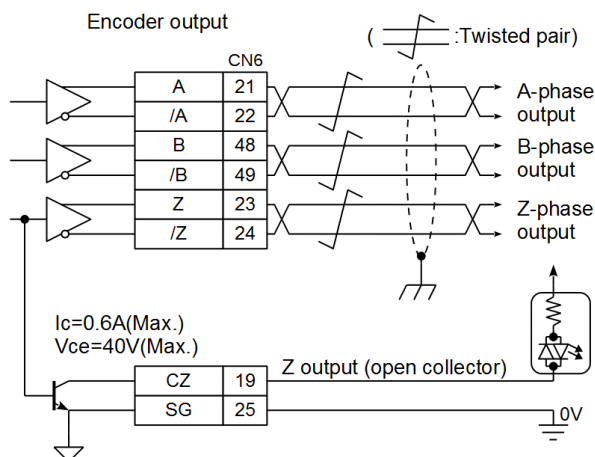 Encoder output
( :Twisted pair)
CN6
A 21
/A 22
A-phase
output
B 48
/B 49
B-phase
output
Z 23
/Z 24
Z-phase
output
Ic=0.6A(Max.)
Vce=40V(Max.)
CZ 19 Z output (open collector)
SG 25 0V